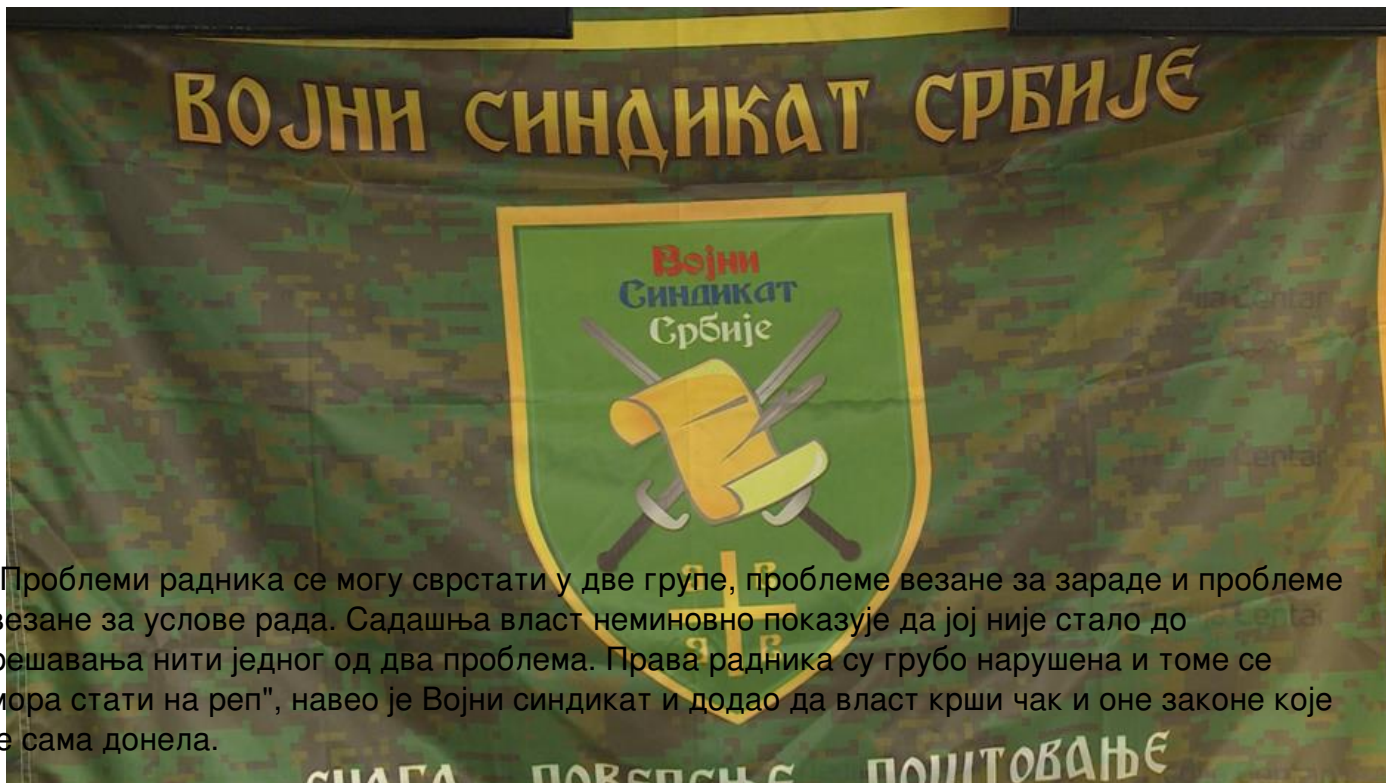 ВОЈНИ СИНДИКАТ СРБИЈЕ
Војни
Синдикат
Србије
Проблеми радника се могу сврстати у две групе, проблеме везане за зараде и проблеме
везане за услове рада. Садашња власт неминовно показује да јој није стало до
решавања нити једног од два проблема. Права радника су грубо нарушена и томе се
мора стати на реп", навео је Војни синдикат и додао да власт крши чак и оне законе које
је сама донела.
СНАГА ПОВЕРЕЊЕ ПОШТОВАЊЕ